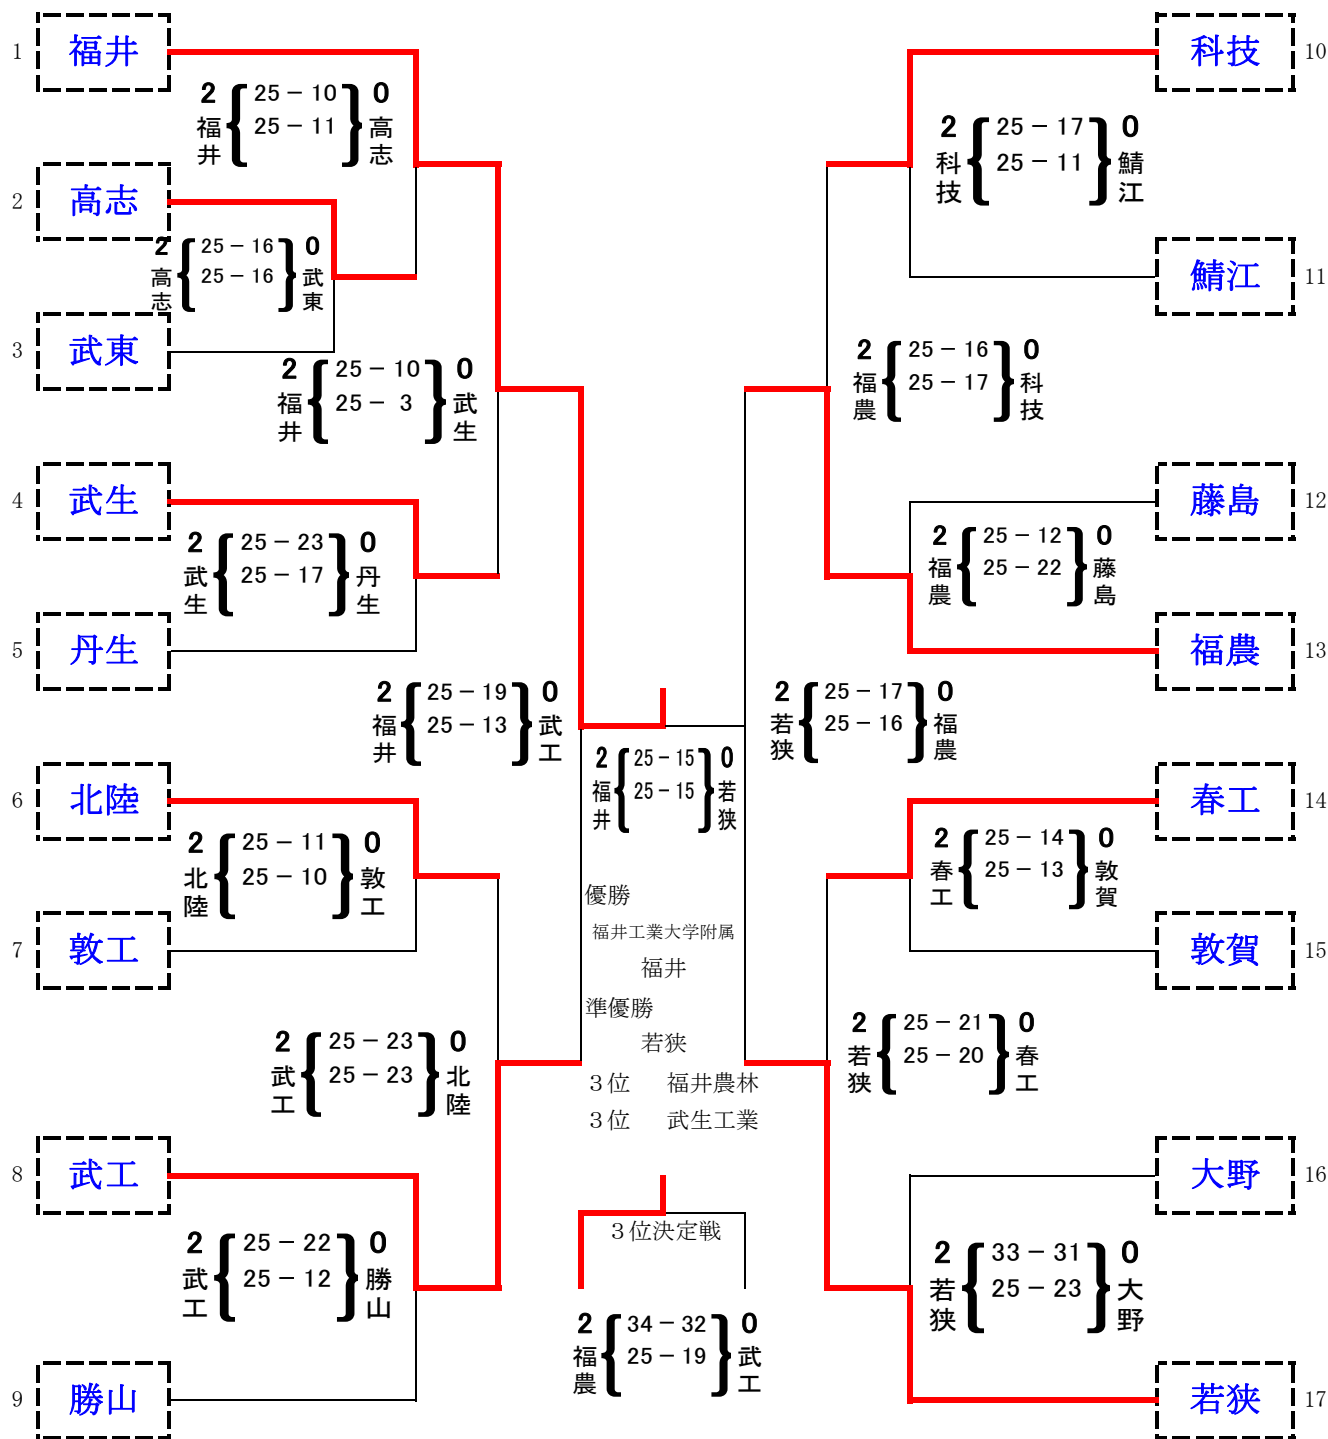 1 福井
2 福井 { 25 − 10 25 − 11 } 0 高志
2 高志
2 高志 { 25 − 16 25 − 16 } 0 武東
3 武東
2 福井 { 25 − 10 25 − 3 } 0 武生
4 武生
2 武生 { 25 − 23 25 − 17 } 0 丹生
5 丹生
2 福井 { 25 − 19 25 − 13 } 0 武工
6 北陸
2 北陸 { 25 − 11 25 − 10 } 0 敦工
7 敦工
2 武工 { 25 − 23 25 − 23 } 0 北陸
8 武工
2 武工 { 25 − 22 25 − 12 } 0 勝山
9 勝山
2 福井 { 25 − 15 25 − 15 } 0 若狭
優勝
福井工業大学附属
福井
準優勝
若狭
3位 福井農林
3位 武生工業
3位決定戦
2 福農 { 34 − 32 25 − 19 } 0 武工
科技 10
2 科技 { 25 − 17 25 − 11 } 0 鯖江
鯖江 11
2 福農 { 25 − 16 25 − 17 } 0 科技
藤島 12
2 福農 { 25 − 12 25 − 22 } 0 藤島
福農 13
2 若狭 { 25 − 17 25 − 16 } 0 福農
春工 14
2 春工 { 25 − 14 25 − 13 } 0 敦賀
敦賀 15
2 若狭 { 25 − 21 25 − 20 } 0 春工
大野 16
2 若狭 { 33 − 31 25 − 23 } 0 大野
若狭 17